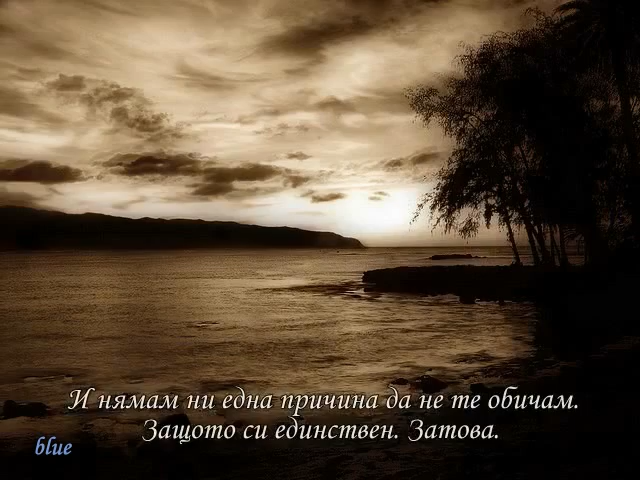 И нямам ни една причина да не те обичам.
Защото си единствен. Затова.
blue